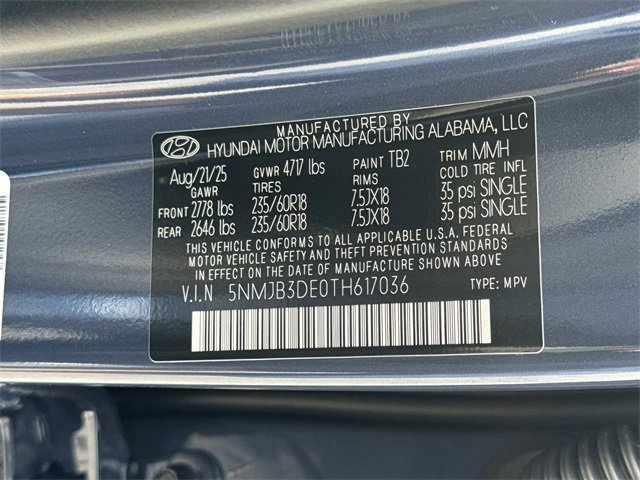 MANUFACTURED BY
HYUNDAI MOTOR MANUFACTURING ALABAMA, LLC
Aug/21/25 GVWR 4717 lbs PAINT TB2 TRIM MMH
GAWR TIRES RIMS COLD TIRE INFL
FRONT 2778 lbs 235/60R18 7.5JX18 35 psi SINGLE
REAR 2646 lbs 235/60R18 7.5JX18 35 psi SINGLE
THIS VEHICLE CONFORMS TO ALL APPLICABLE U.S.A. FEDERAL
MOTOR VEHICLE SAFETY AND THEFT PREVENTION STANDARDS
IN EFFECT ON THE DATE OF MANUFACTURE SHOWN ABOVE.
V.I.N 5NMJB3DE0TH617036
TYPE: MPV